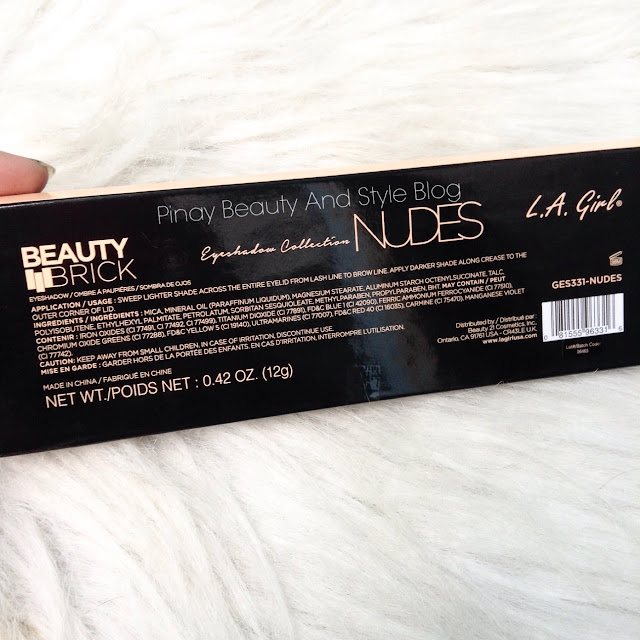 Pinay Beauty And Style Blog
BEAUTY
BRICK
Eyeshadow Collection NUDES
L.A. Girl®
EYESHADOW / OMBRE À PAUPIÈRES / SOMBRA DE OJOS
APPLICATION / USAGE : SWEEP LIGHTER SHADE ACROSS THE ENTIRE EYELID FROM LASH LINE TO BROW LINE. APPLY DARKER SHADE ALONG CREASE TO THE
OUTER CORNER OF LID.
INGREDIENTS / INGRÉDIENTS : MICA, MINERAL OIL (PARAFFINUM LIQUIDUM), MAGNESIUM STEARATE, ALUMINUM STARCH OCTENYLSUCCINATE, TALC,
POLYISOBUTENE, ETHYLHEXYL PALMITATE, PETROLATUM, SORBITAN SESQUIOLEATE, METHYLPARABEN, PROPYLPARABEN. MAY CONTAIN / PEUT
CONTENIR : IRON OXIDES (CI 77491, CI 77492, CI 77499), TITANIUM DIOXIDE (CI 77891), FD&C BLUE 1 (CI 42090), FERRIC AMMONIUM FERROCYANIDE (CI 77510),
CHROMIUM OXIDE GREENS (CI 77288), FD&C YELLOW 5 (CI 19140), ULTRAMARINES (CI 77007), FD&C RED 40 (CI 16035), CARMINE (CI 75470), MANGANESE VIOLET
(CI 77742)
CAUTION: KEEP AWAY FROM SMALL CHILDREN, IN CASE OF IRRITATION, DISCONTINUE USE.
MISE EN GARDE : GARDER HORS DE LA PORTÉE DES ENFANTS. EN CAS D'IRRITATION, INTERROMPRE L'UTILISATION.
MADE IN CHINA / FABRIQUÉ EN CHINE
NET WT./POIDS NET : 0.42 OZ. (12g)
Distributed by / Distribué par
Beauty 21 Cosmetics, Inc.
Ontario, CA 91761, USA - CM43LE U.K.
www.lagirlusa.com
GES331-NUDES
0 81555 96331 6
Lot#/Batch Code: